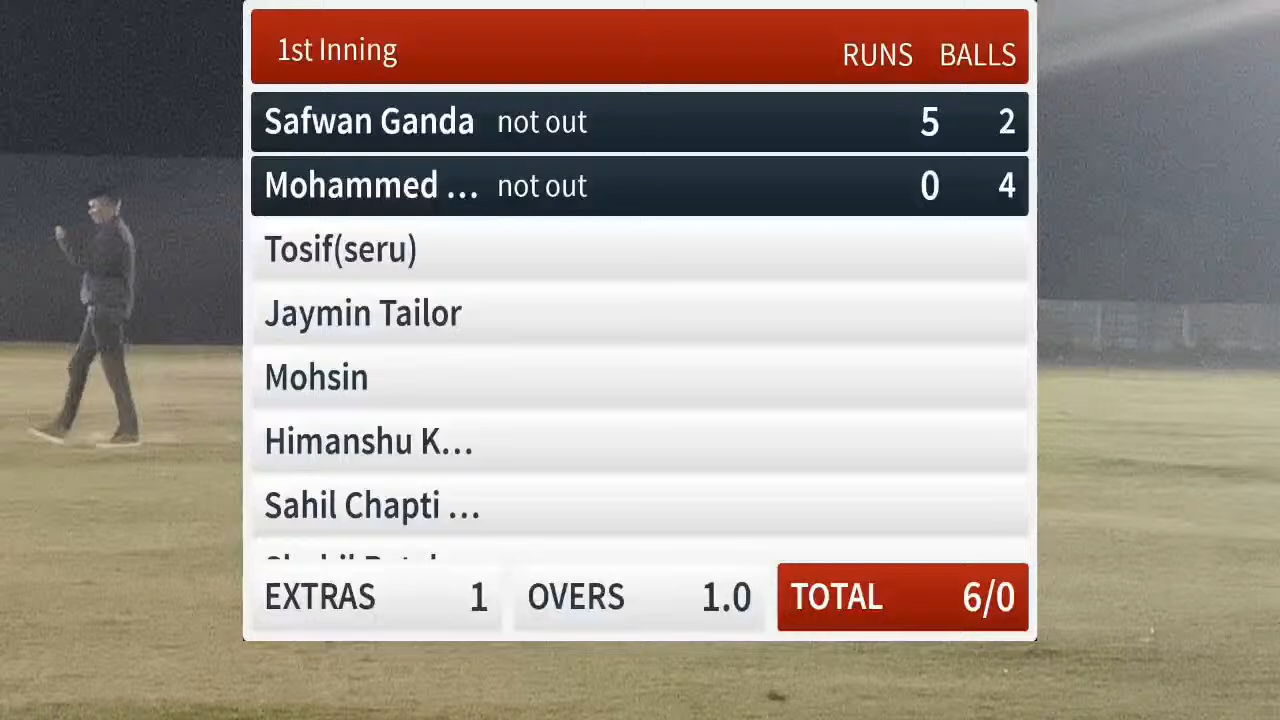 1st Inning RUNS BALLS
Safwan Ganda not out 5 2
Mohammed ... not out 0 4
Tosif(seru)
Jaymin Tailor
Mohsin
Himanshu K...
Sahil Chapti ...
EXTRAS 1 OVERS 1.0 TOTAL 6/0